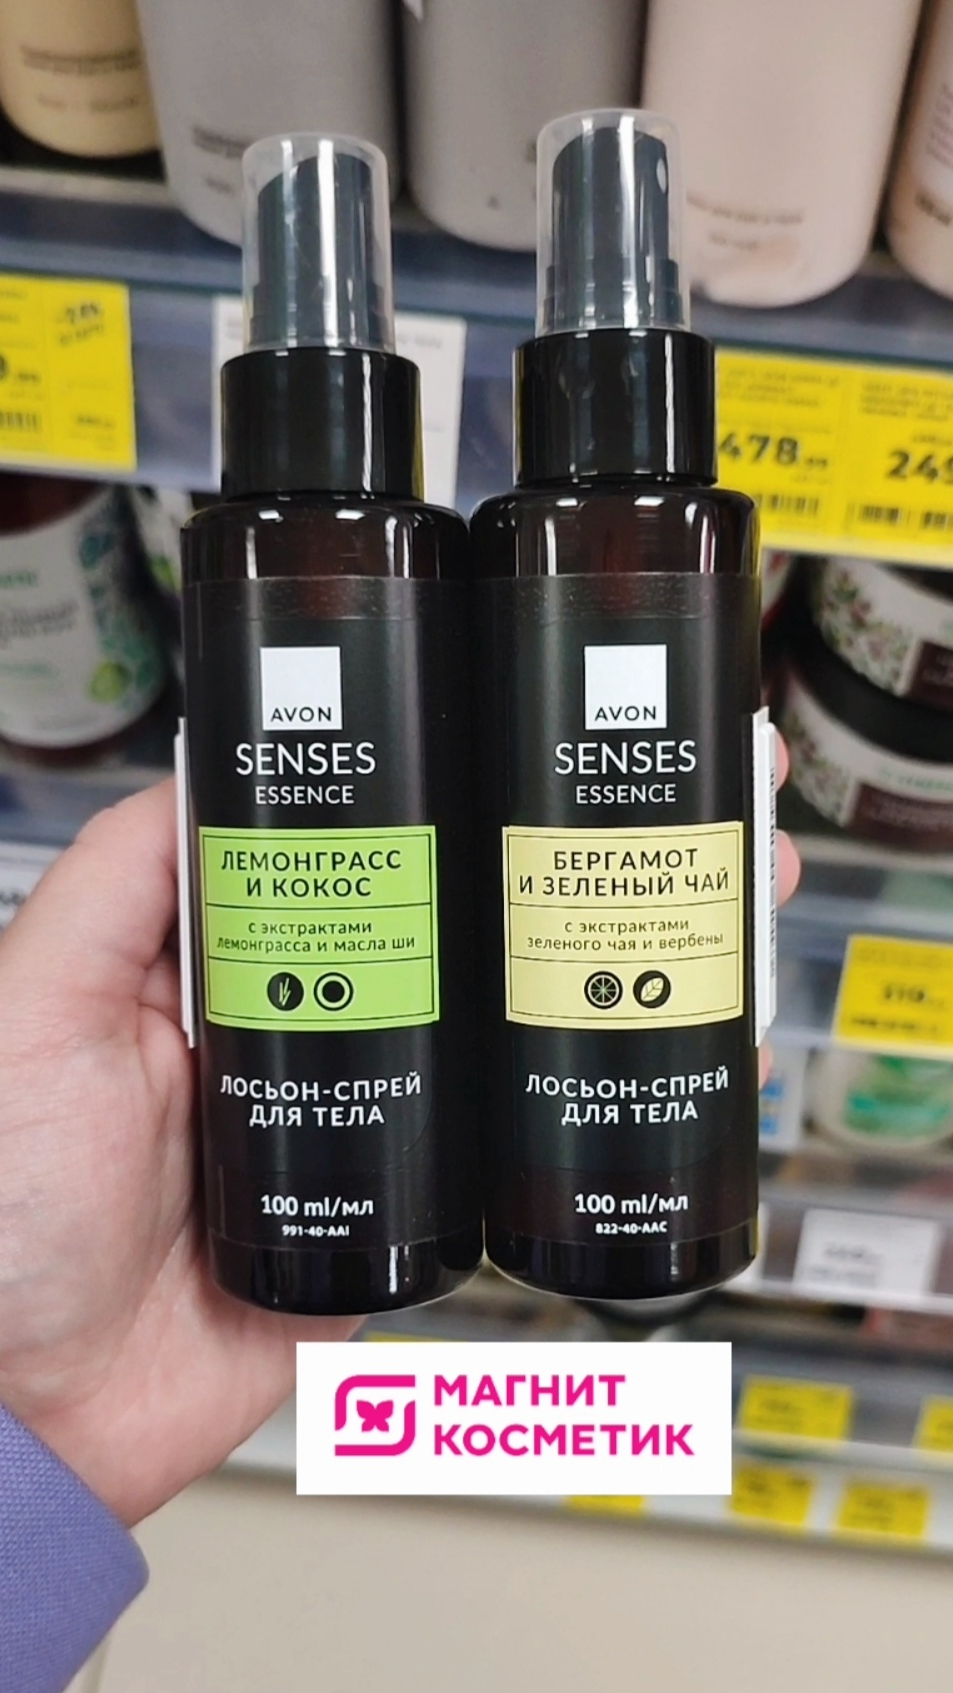 478
249
AVON
SENSES
ESSENCE
ЛЕМОНГРАСС
И КОКОС
с экстрактами
лемонграсса и масла ши
ЛОСЬОН-СПРЕЙ
ДЛЯ ТЕЛА
100 ml/мл
991-40-AAI
AVON
SENSES
ESSENCE
БЕРГАМОТ
И ЗЕЛЕНЫЙ ЧАЙ
с экстрактами
зеленого чая и вербены
ЛОСЬОН-СПРЕЙ
ДЛЯ ТЕЛА
100 ml/мл
822-40-AAC
МАГНИТ
КОСМЕТИК